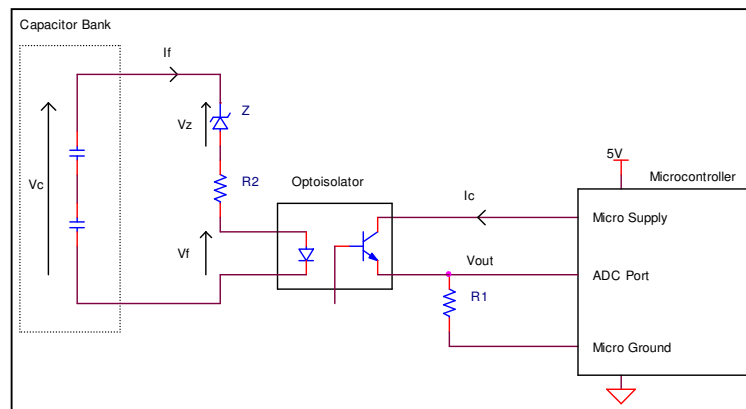 Capacitor Bank
If
Z
Vz
5V
Microcontroller
R2
Optoisolator
Vc
Ic
Micro Supply
Vf
Vout
ADC Port
R1
Micro Ground